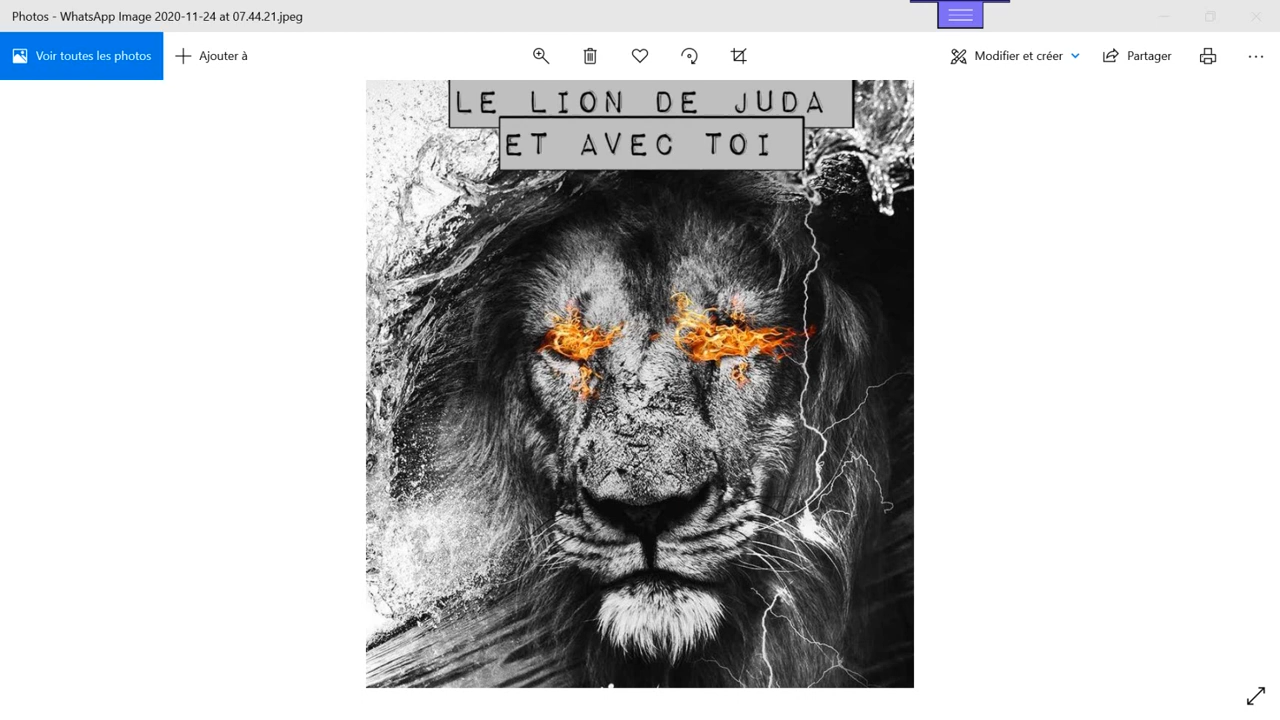 Photos - WhatsApp Image 2020-11-24 at 07.44.21.jpeg
Voir toutes les photos
Ajouter à
Modifier et créer
Partager
LE LION DE JUDA
ET AVEC TOI